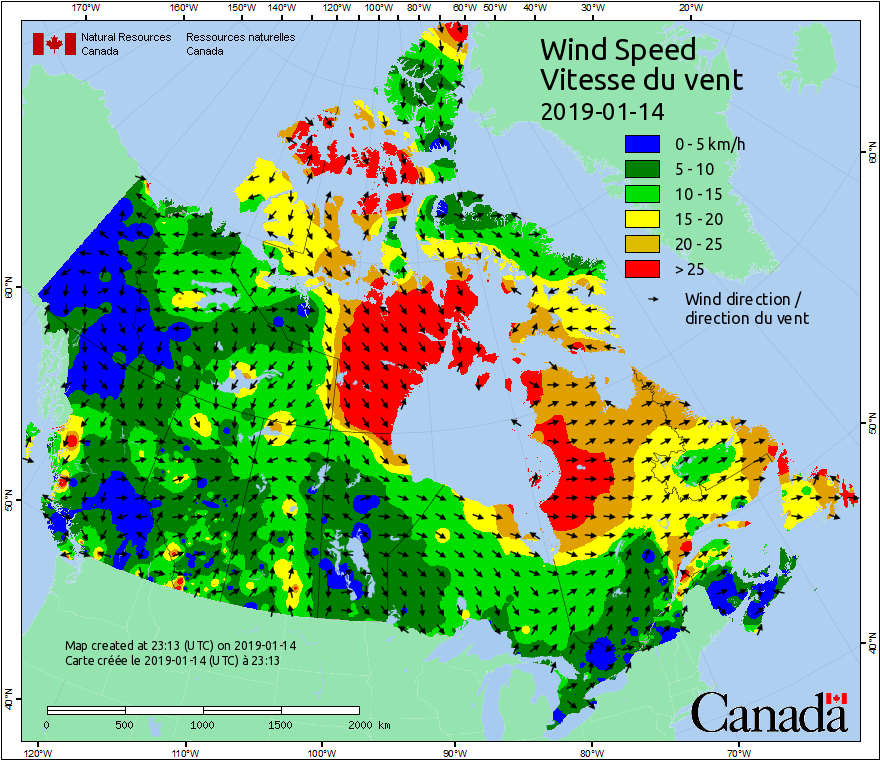 170°W 160°W 150°W 140°W 120°W 100°W 80°W 60°W 50°W 40°W 30°W 20°W
Natural Resources Canada
Ressources naturelles Canada
Wind Speed
Vitesse du vent
2019-01-14
0 - 5 km/h
5 - 10
10 - 15
15 - 20
20 - 25
> 25
Wind direction /
direction du vent
60°N
50°N
40°N
60°N
50°N
40°N
Map created at 23:13 (UTC) on 2019-01-14
Carte créée le 2019-01-14 (UTC) à 23:13
0 500 1000 1500 2000 km
Canada
120°W 110°W 100°W 90°W 80°W 70°W